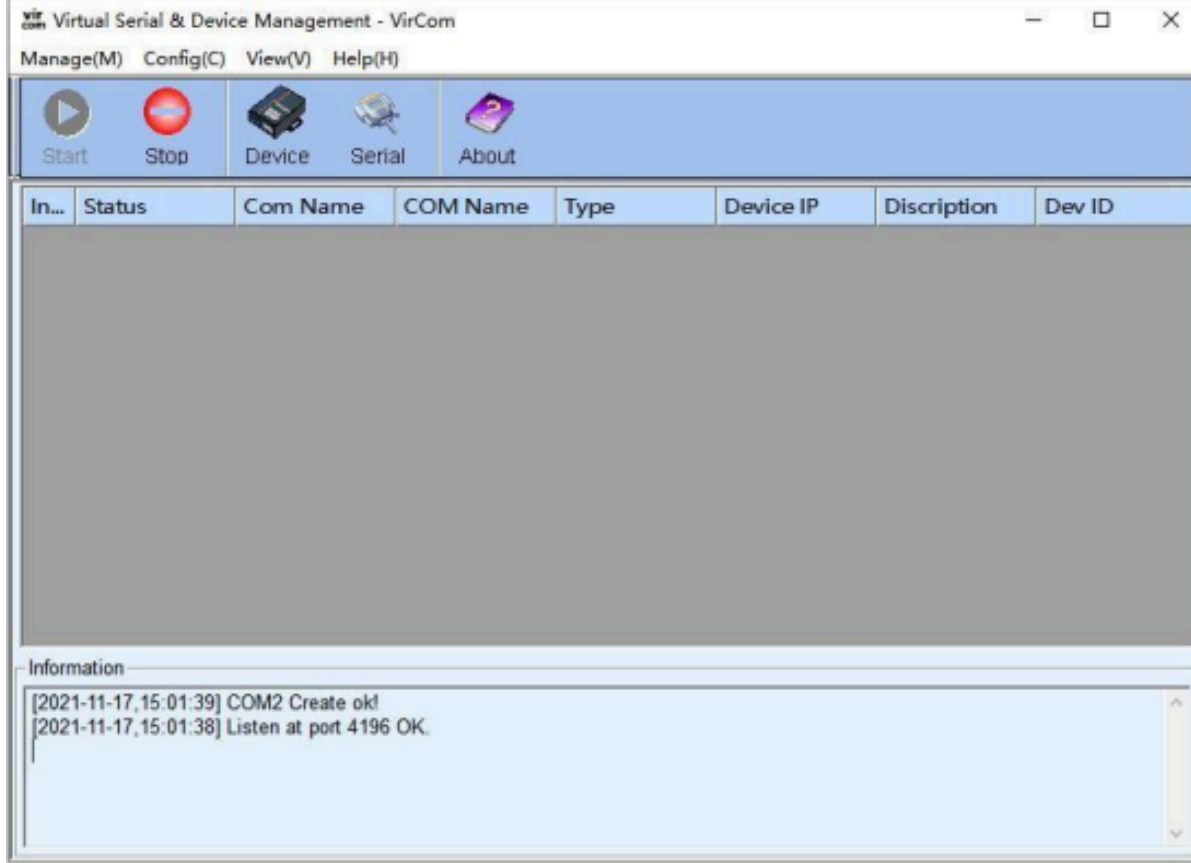 vir com Virtual Serial & Device Management - VirCom
Manage(M) Config(C) View(V) Help(H)
Start Stop Device Serial About
In... Status Com Name COM Name Type Device IP Discription Dev ID
Information
[2021-11-17,15:01:39] COM2 Create ok!
[2021-11-17,15:01:38] Listen at port 4196 OK.